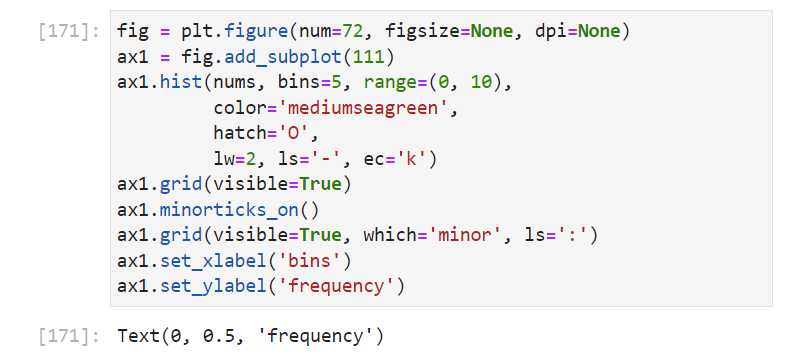 [171]: fig = plt.figure(num=72, figsize=None, dpi=None)
ax1 = fig.add_subplot(111)
ax1.hist(nums, bins=5, range=(0, 10),
color='mediumseagreen',
hatch='O',
lw=2, ls='-', ec='k')
ax1.grid(visible=True)
ax1.minorticks_on()
ax1.grid(visible=True, which='minor', ls=':')
ax1.set_xlabel('bins')
ax1.set_ylabel('frequency')
[171]: Text(0, 0.5, 'frequency')